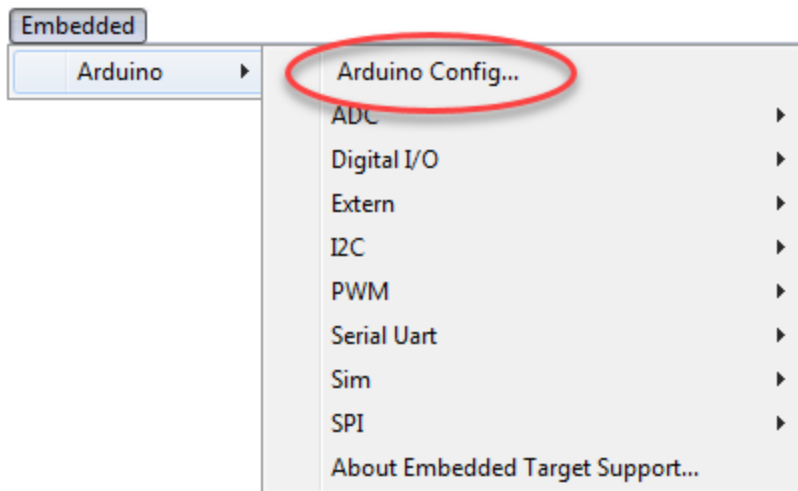 Embedded
Arduino
Arduino Config...
ADC
Digital I/O
Extern
I2C
PWM
Serial Uart
Sim
SPI
About Embedded Target Support...